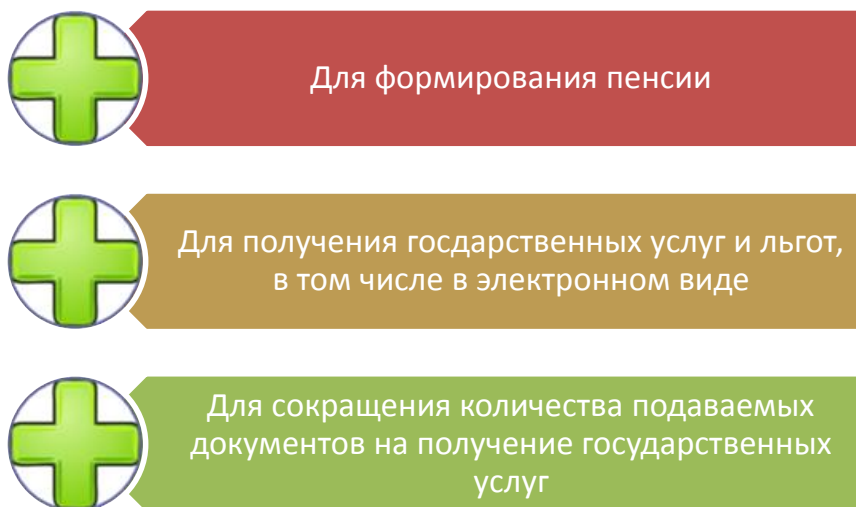 Для формирования пенсии
Для получения госдарственных услуг и льгот,
в том числе в электронном виде
Для сокращения количества подаваемых
документов на получение государственных
услуг